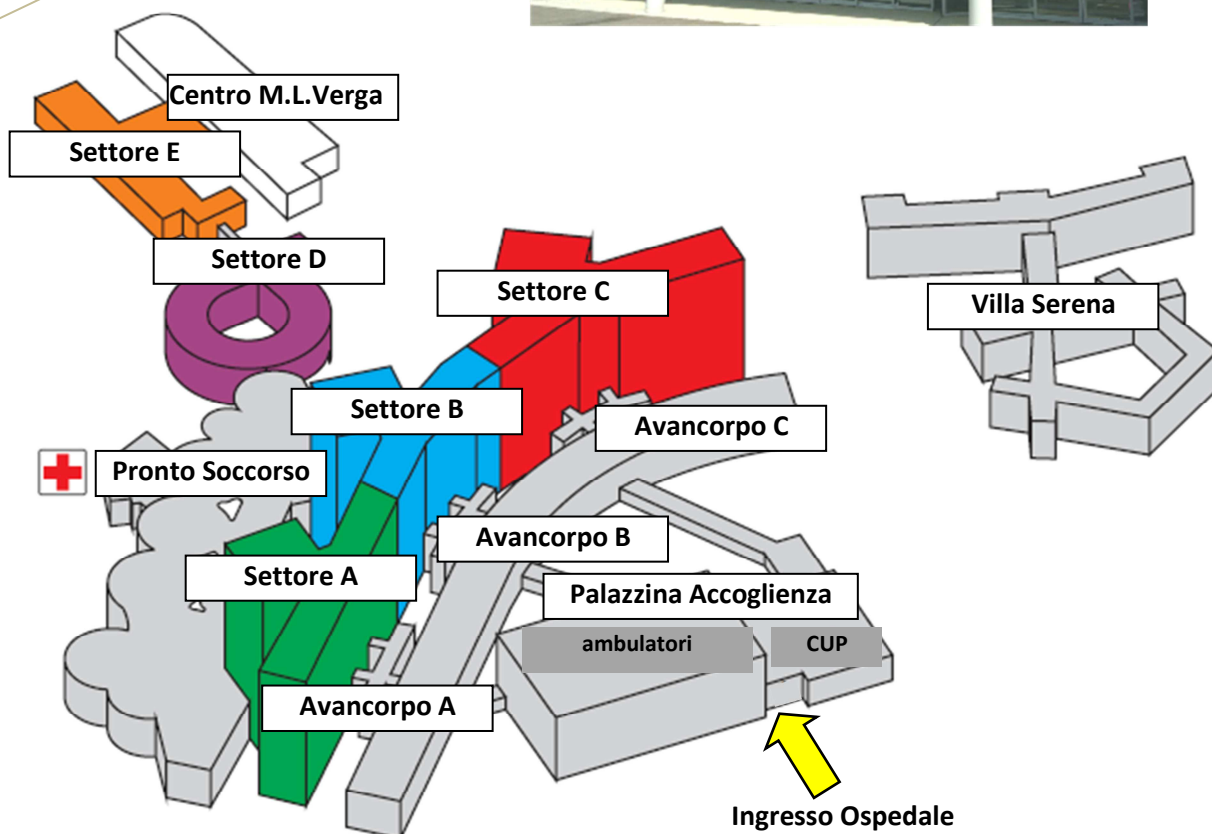 Centro M.L.Verga
Settore E
Settore D
Settore C
Villa Serena
Settore B
Avancorpo C
Pronto Soccorso
Avancorpo B
Settore A
Palazzina Accoglienza
ambulatori
CUP
Avancorpo A
Ingresso Ospedale